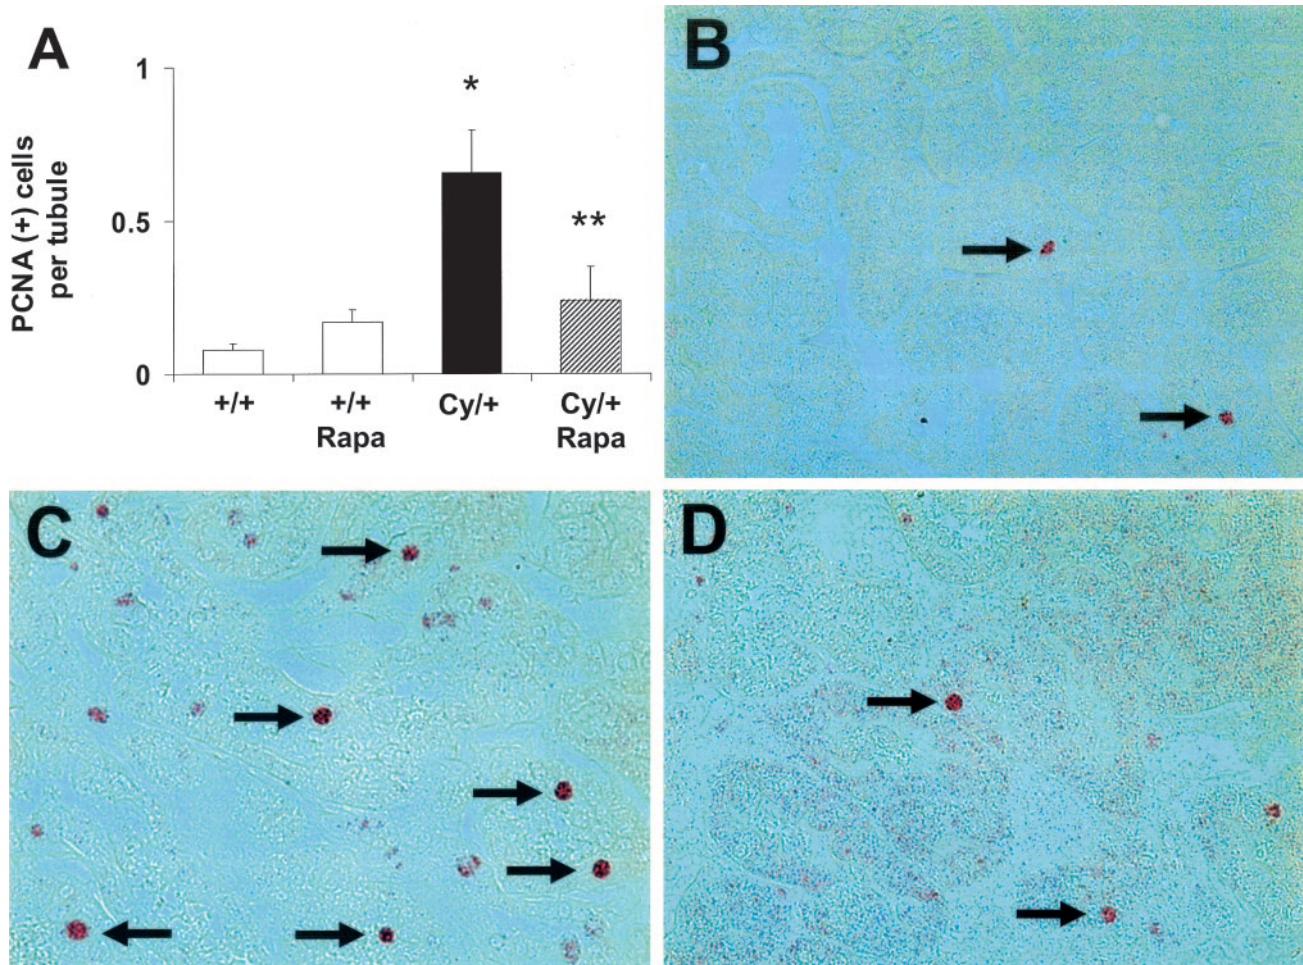 A
B
1
*
PCNA (+) cells
per tubule
0.5
**
0
+/+
+/+
Rapa
Cy/+
Cy/+
Rapa
C
D